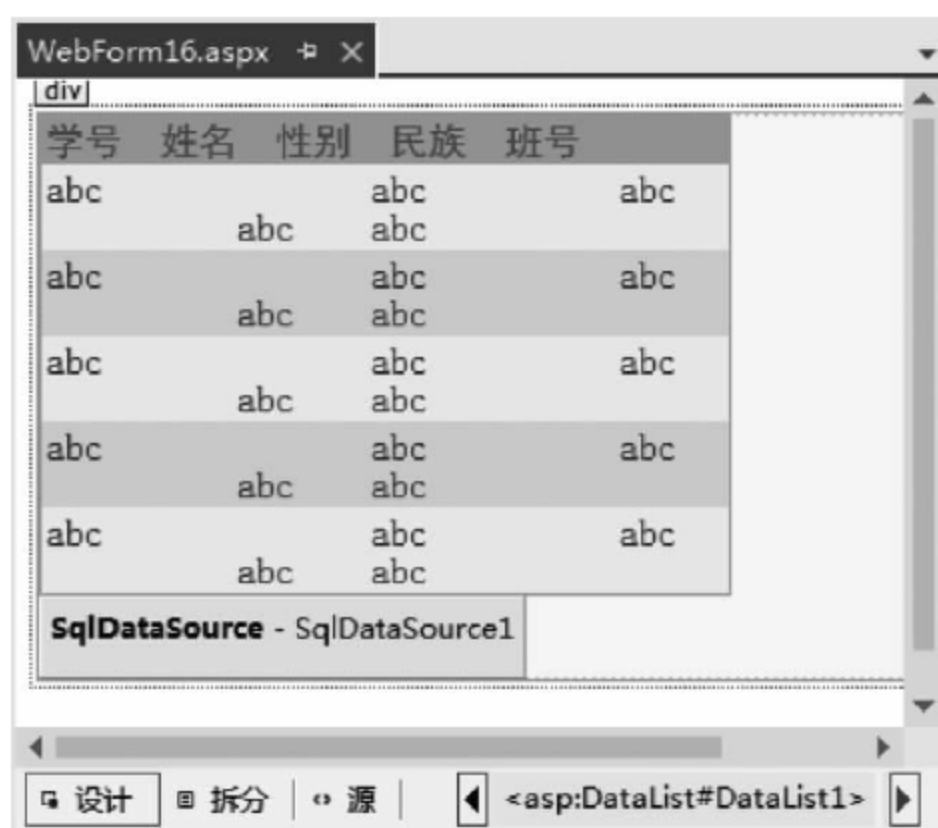 WebForm16.aspx
div
学号 姓名 性别 民族 班号
abc abc abc
abc abc
abc abc abc
abc abc
abc abc abc
abc abc
abc abc abc
abc abc
abc abc abc
abc abc
SqlDataSource - SqlDataSource1
设计 拆分 源 <asp:DataList#DataList1>